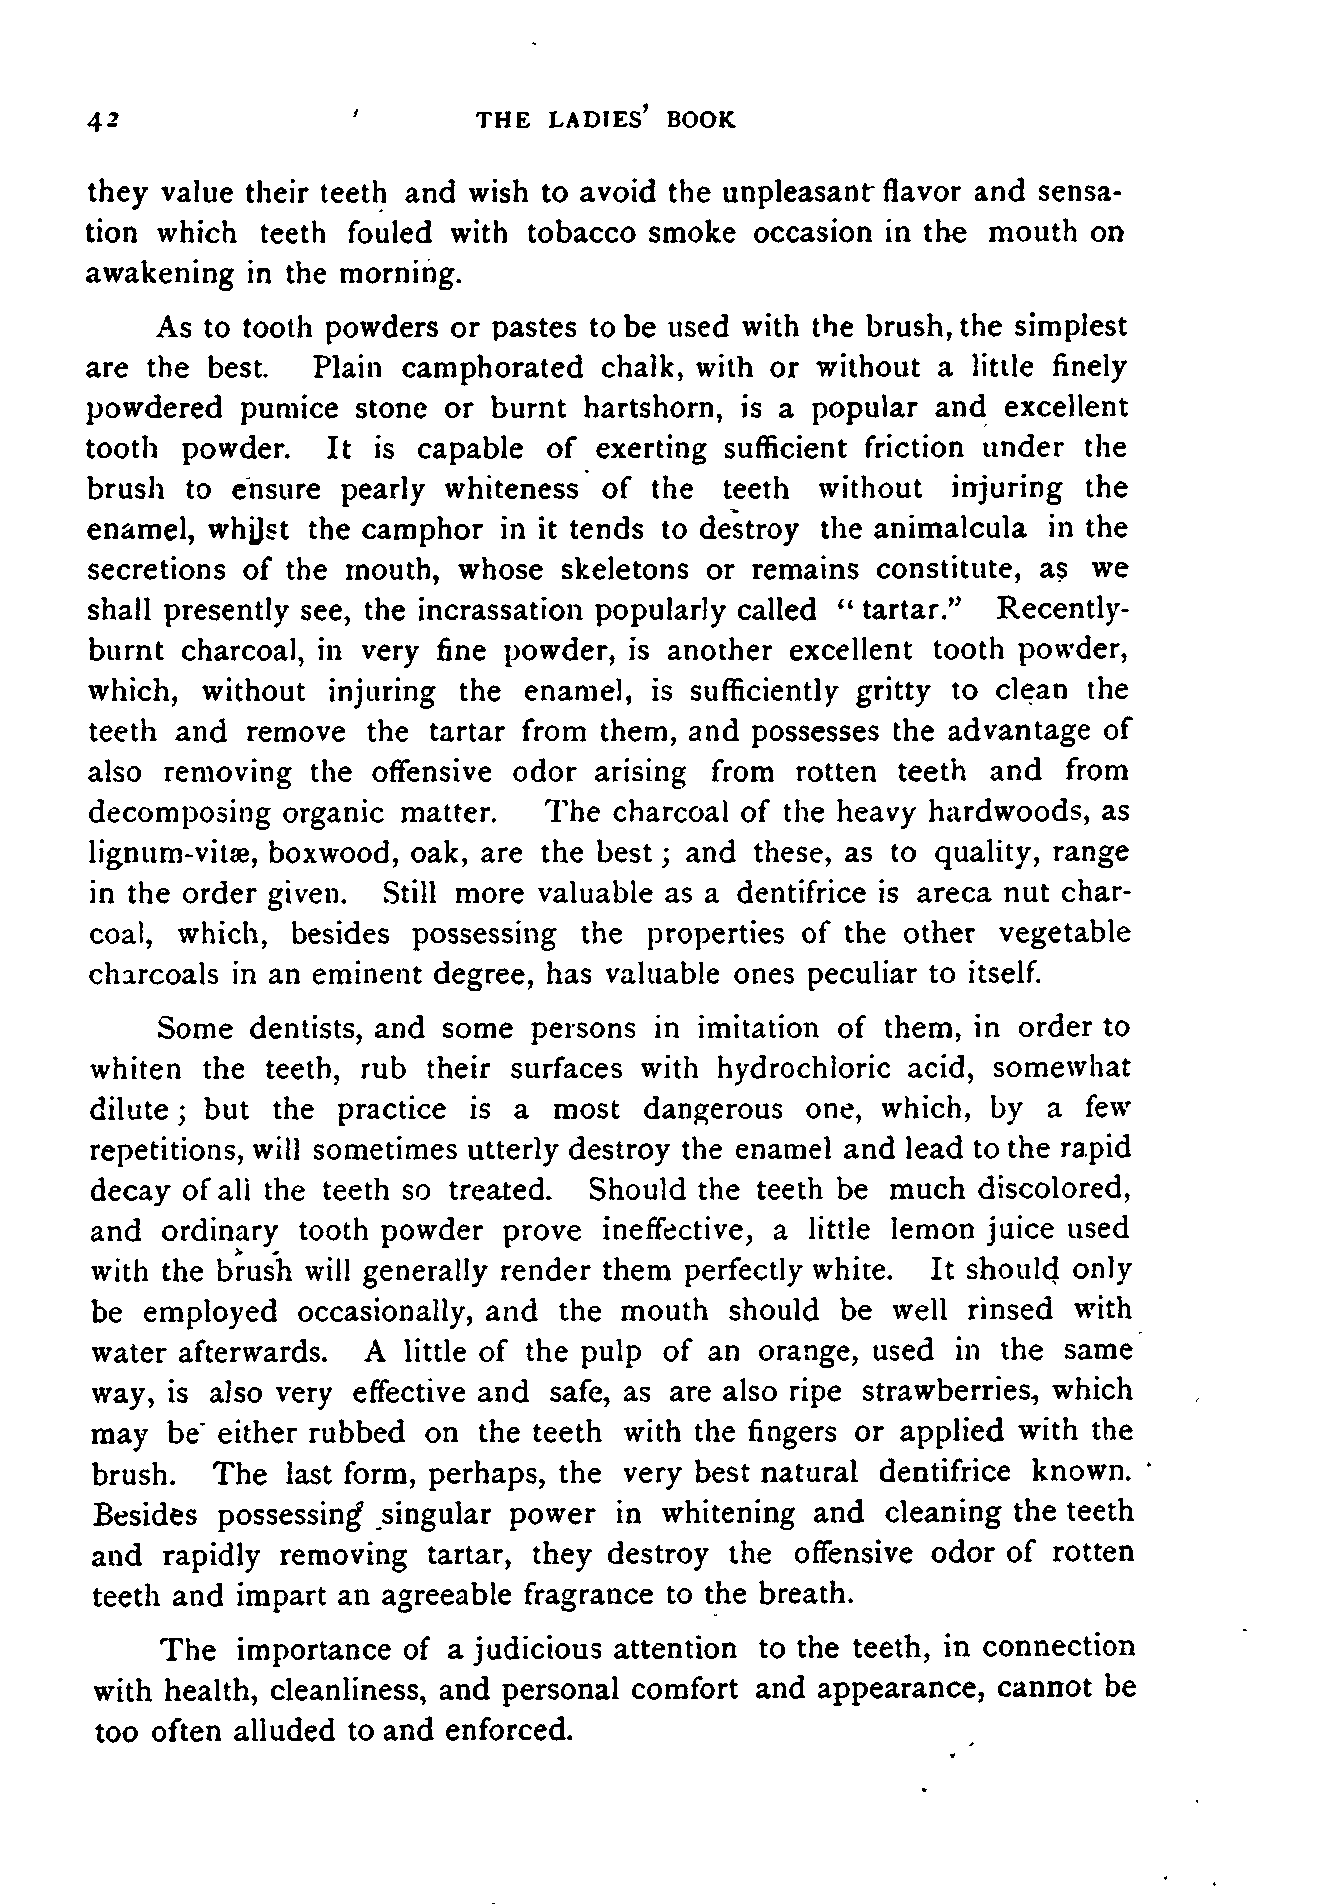 42 THE LADIES' BOOK
they value their teeth and wish to avoid the unpleasant flavor and sensa-
tion which teeth fouled with tobacco smoke occasion in the mouth on
awakening in the morning.
As to tooth powders or pastes to be used with the brush, the simplest
are the best. Plain camphorated chalk, with or without a little finely
powdered pumice stone or burnt hartshorn, is a popular and excellent
tooth powder. It is capable of exerting sufficient friction under the
brush to ensure pearly whiteness of the teeth without injuring the
enamel, whilst the camphor in it tends to destroy the animalcula in the
secretions of the mouth, whose skeletons or remains constitute, as we
shall presently see, the incrassation popularly called "tartar." Recently-
burnt charcoal, in very fine powder, is another excellent tooth powder,
which, without injuring the enamel, is sufficiently gritty to clean the
teeth and remove the tartar from them, and possesses the advantage of
also removing the offensive odor arising from rotten teeth and from
decomposing organic matter. The charcoal of the heavy hardwoods, as
lignum-vitæ, boxwood, oak, are the best; and these, as to quality, range
in the order given. Still more valuable as a dentifrice is areca nut char-
coal, which, besides possessing the properties of the other vegetable
charcoals in an eminent degree, has valuable ones peculiar to itself.
Some dentists, and some persons in imitation of them, in order to
whiten the teeth, rub their surfaces with hydrochloric acid, somewhat
dilute; but the practice is a most dangerous one, which, by a few
repetitions, will sometimes utterly destroy the enamel and lead to the rapid
decay of all the teeth so treated. Should the teeth be much discolored,
and ordinary tooth powder prove ineffective, a little lemon juice used
with the brush will generally render them perfectly white. It should only
be employed occasionally, and the mouth should be well rinsed with
water afterwards. A little of the pulp of an orange, used in the same
way, is also very effective and safe, as are also ripe strawberries, which
may be either rubbed on the teeth with the fingers or applied with the
brush. The last form, perhaps, the very best natural dentifrice known.
Besides possessing singular power in whitening and cleaning the teeth
and rapidly removing tartar, they destroy the offensive odor of rotten
teeth and impart an agreeable fragrance to the breath.
The importance of a judicious attention to the teeth, in connection
with health, cleanliness, and personal comfort and appearance, cannot be
too often alluded to and enforced.